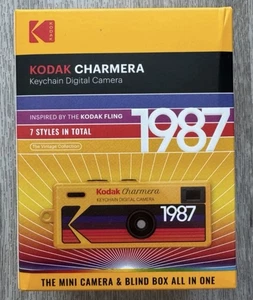 KODAK
KODAK CHARMERA
Keychain Digital Camera
INSPIRED BY THE KODAK FLING
7 STYLES IN TOTAL
The Vintage Collection
1987
Kodak Charmera
KEYCHAIN DIGITAL CAMERA
1987
THE MINI CAMERA & BLIND BOX ALL IN ONE